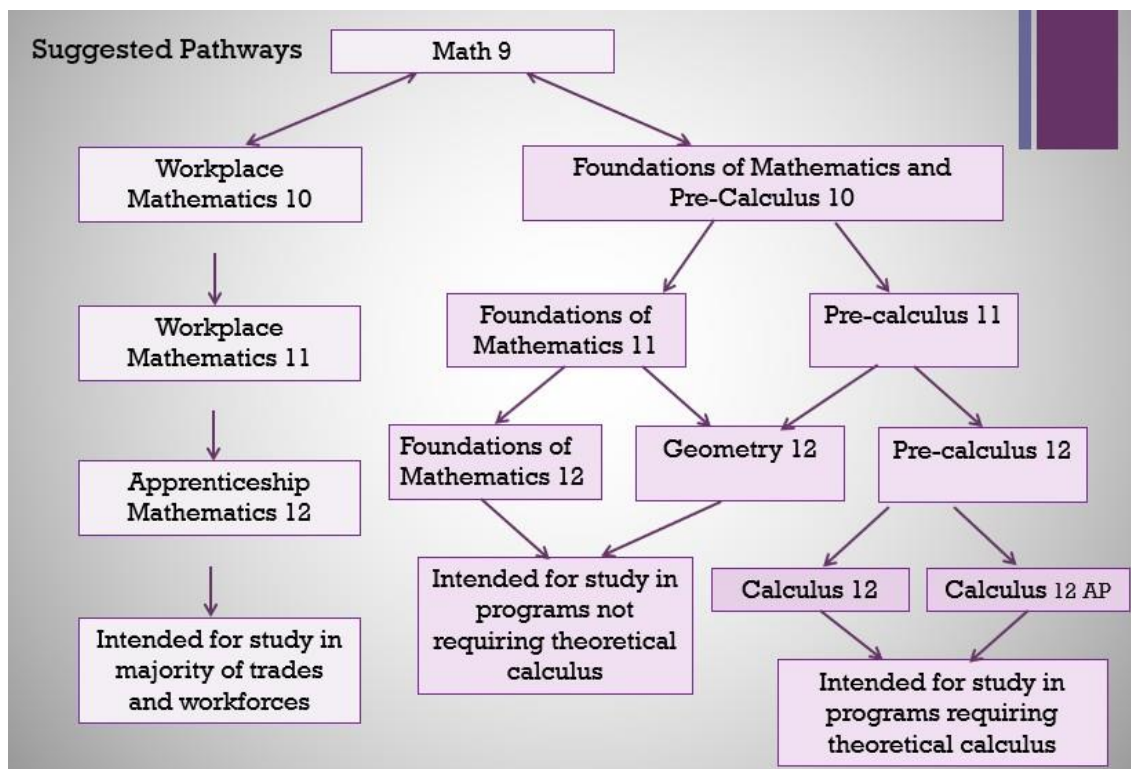 Suggested Pathways
Math 9
Workplace
Mathematics 10
Foundations of Mathematics and
Pre-Calculus 10
Workplace
Mathematics 11
Foundations of
Mathematics 11
Pre-calculus 11
Apprenticeship
Mathematics 12
Foundations of
Mathematics 12
Geometry 12
Pre-calculus 12
Intended for study in
majority of trades
and workforces
Intended for study in
programs not
requiring theoretical
calculus
Calculus 12
Calculus 12 AP
Intended for study in
programs requiring
theoretical calculus